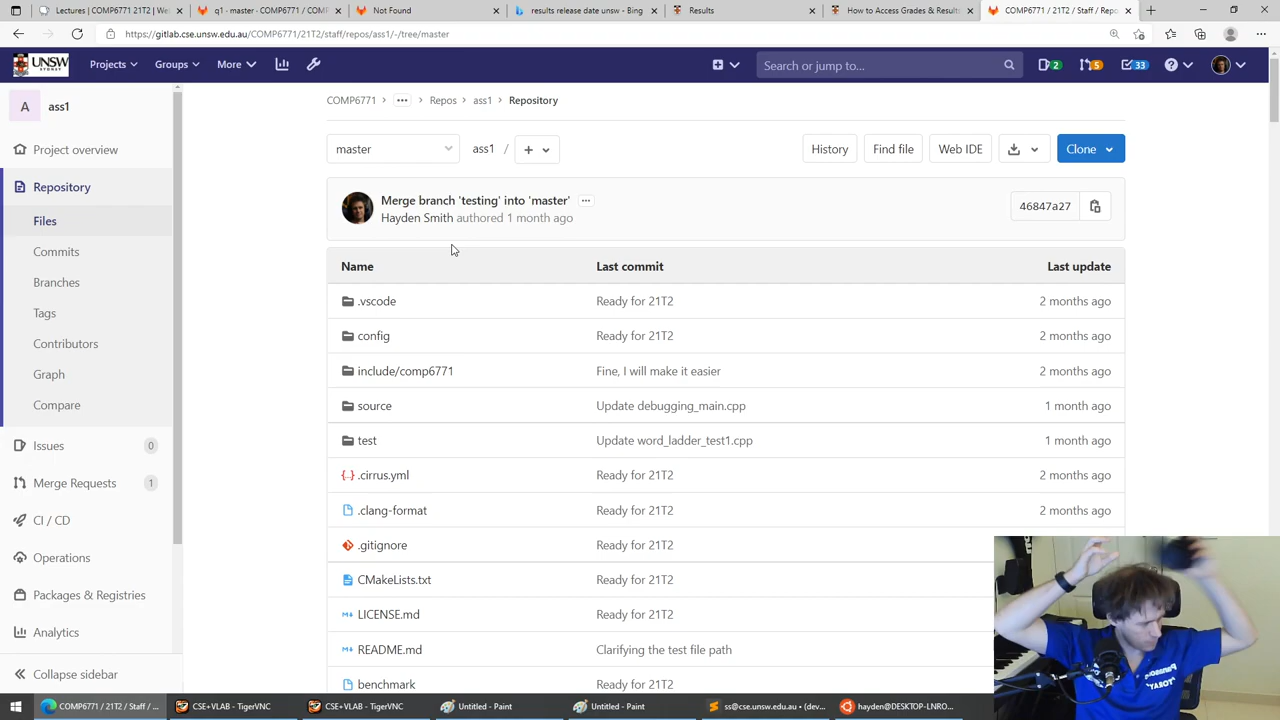 Lectures | COMP6771 21T2 | We
q1 · master · COMP6771 / COMP
Not Found
results release date unsw - Bing
Results
How to Access Grades & Results
COMP6771 / 21T2 / Staff / Repo
https://gitlab.cse.unsw.edu.au/COMP6771/21T2/staff/repos/ass1/-/tree/master
UNSW
SYDNEY
Projects
Groups
More
Search or jump to...
2
5
33
A
ass1
Project overview
Repository
Files
Commits
Branches
Tags
Contributors
Graph
Compare
Issues
0
Merge Requests
1
CI / CD
Operations
Packages & Registries
Analytics
Collapse sidebar
COMP6771 > ... > Repos > ass1 > Repository
master
ass1 / +
History
Find file
Web IDE
Clone
Merge branch 'testing' into 'master' ...
Hayden Smith authored 1 month ago
46847a27
Name Last commit Last update
.vscode Ready for 21T2 2 months ago
config Ready for 21T2 2 months ago
include/comp6771 Fine, I will make it easier 2 months ago
source Update debugging_main.cpp 1 month ago
test Update word_ladder_test1.cpp 1 month ago
.cirrus.yml Ready for 21T2 2 months ago
.clang-format Ready for 21T2 2 months ago
.gitignore Ready for 21T2
CMakeLists.txt Ready for 21T2
LICENSE.md Ready for 21T2
README.md Clarifying the test file path
benchmark Ready for 21T2
COMP6771 / 21T2 / Staff / ...
CSE+VLAB - TigerVNC
CSE+VLAB - TigerVNC
Untitled - Paint
Untitled - Paint
ss@cse.unsw.edu.au • (dev...
hayden@DESKTOP-LNRO...